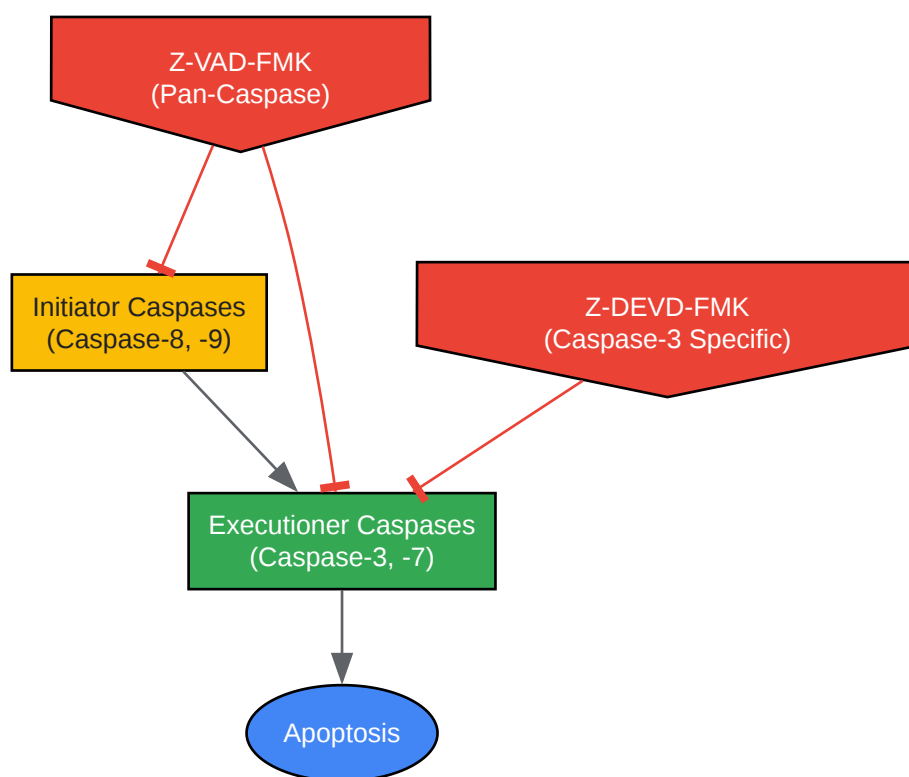 Z-VAD-FMK
(Pan-Caspase)
Initiator Caspases
(Caspase-8, -9)
Z-DEVD-FMK
(Caspase-3 Specific)
Executioner Caspases
(Caspase-3, -7)
Apoptosis